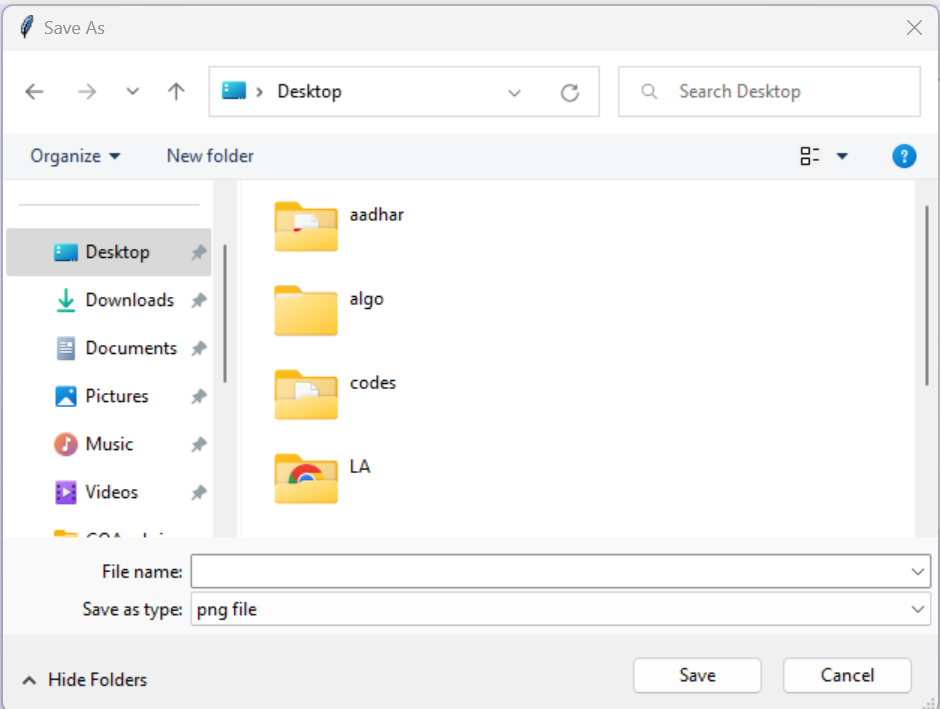 Save As
Desktop
Search Desktop
Organize
New folder
Desktop
Downloads
Documents
Pictures
Music
Videos
aadhar
algo
codes
LA
File name:
Save as type: png file
Hide Folders
Save
Cancel